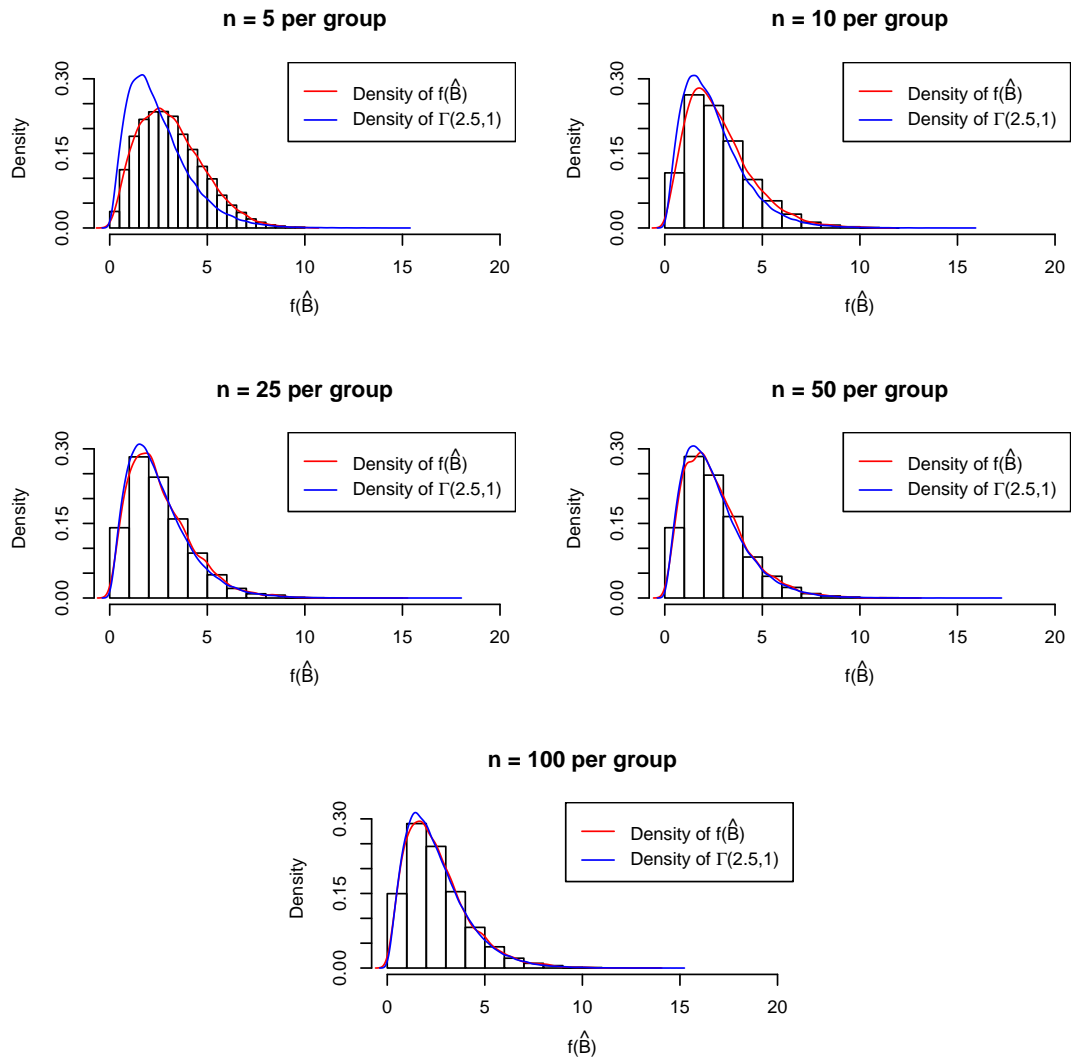 n = 5 per group
Density
0.00 0.15 0.30
Density of f(B̂)
Density of Γ(2.5,1)
0 5 10 15 20
f(B̂)
n = 10 per group
Density
0.00 0.15 0.30
Density of f(B̂)
Density of Γ(2.5,1)
0 5 10 15 20
f(B̂)
n = 25 per group
Density
0.00 0.15 0.30
Density of f(B̂)
Density of Γ(2.5,1)
0 5 10 15 20
f(B̂)
n = 50 per group
Density
0.00 0.15 0.30
Density of f(B̂)
Density of Γ(2.5,1)
0 5 10 15 20
f(B̂)
n = 100 per group
Density
0.00 0.15 0.30
Density of f(B̂)
Density of Γ(2.5,1)
0 5 10 15 20
f(B̂)